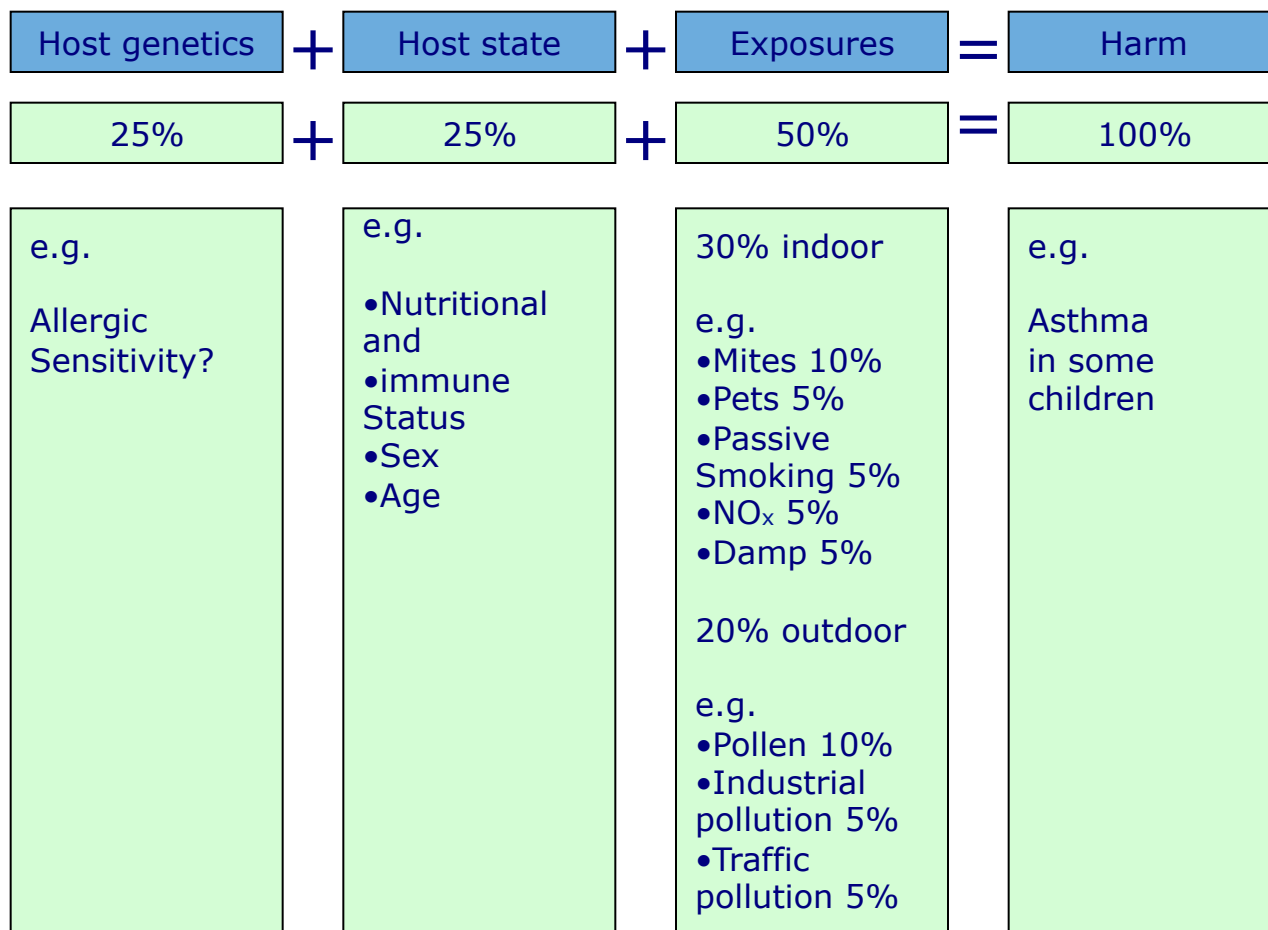 Host genetics + Host state + Exposures = Harm
25% + 25% + 50% = 100%
e.g.
Allergic
Sensitivity?
e.g.
•Nutritional
and
•immune
Status
•Sex
•Age
30% indoor
e.g.
•Mites 10%
•Pets 5%
•Passive
Smoking 5%
•NOₓ 5%
•Damp 5%
20% outdoor
e.g.
•Pollen 10%
•Industrial
pollution 5%
•Traffic
pollution 5%
e.g.
Asthma
in some
children